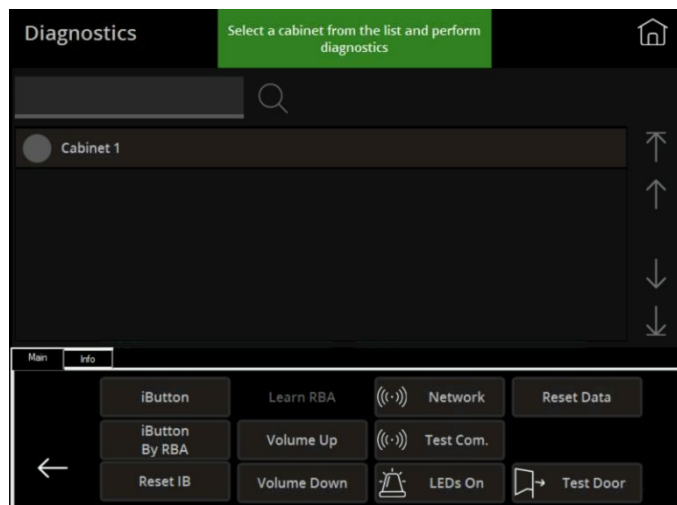 Diagnostics
Select a cabinet from the list and perform
diagnostics
Cabinet 1
Main
Info
iButton
Learn RBA
Network
Reset Data
iButton
By RBA
Volume Up
Test Com.
Reset IB
Volume Down
LEDs On
Test Door